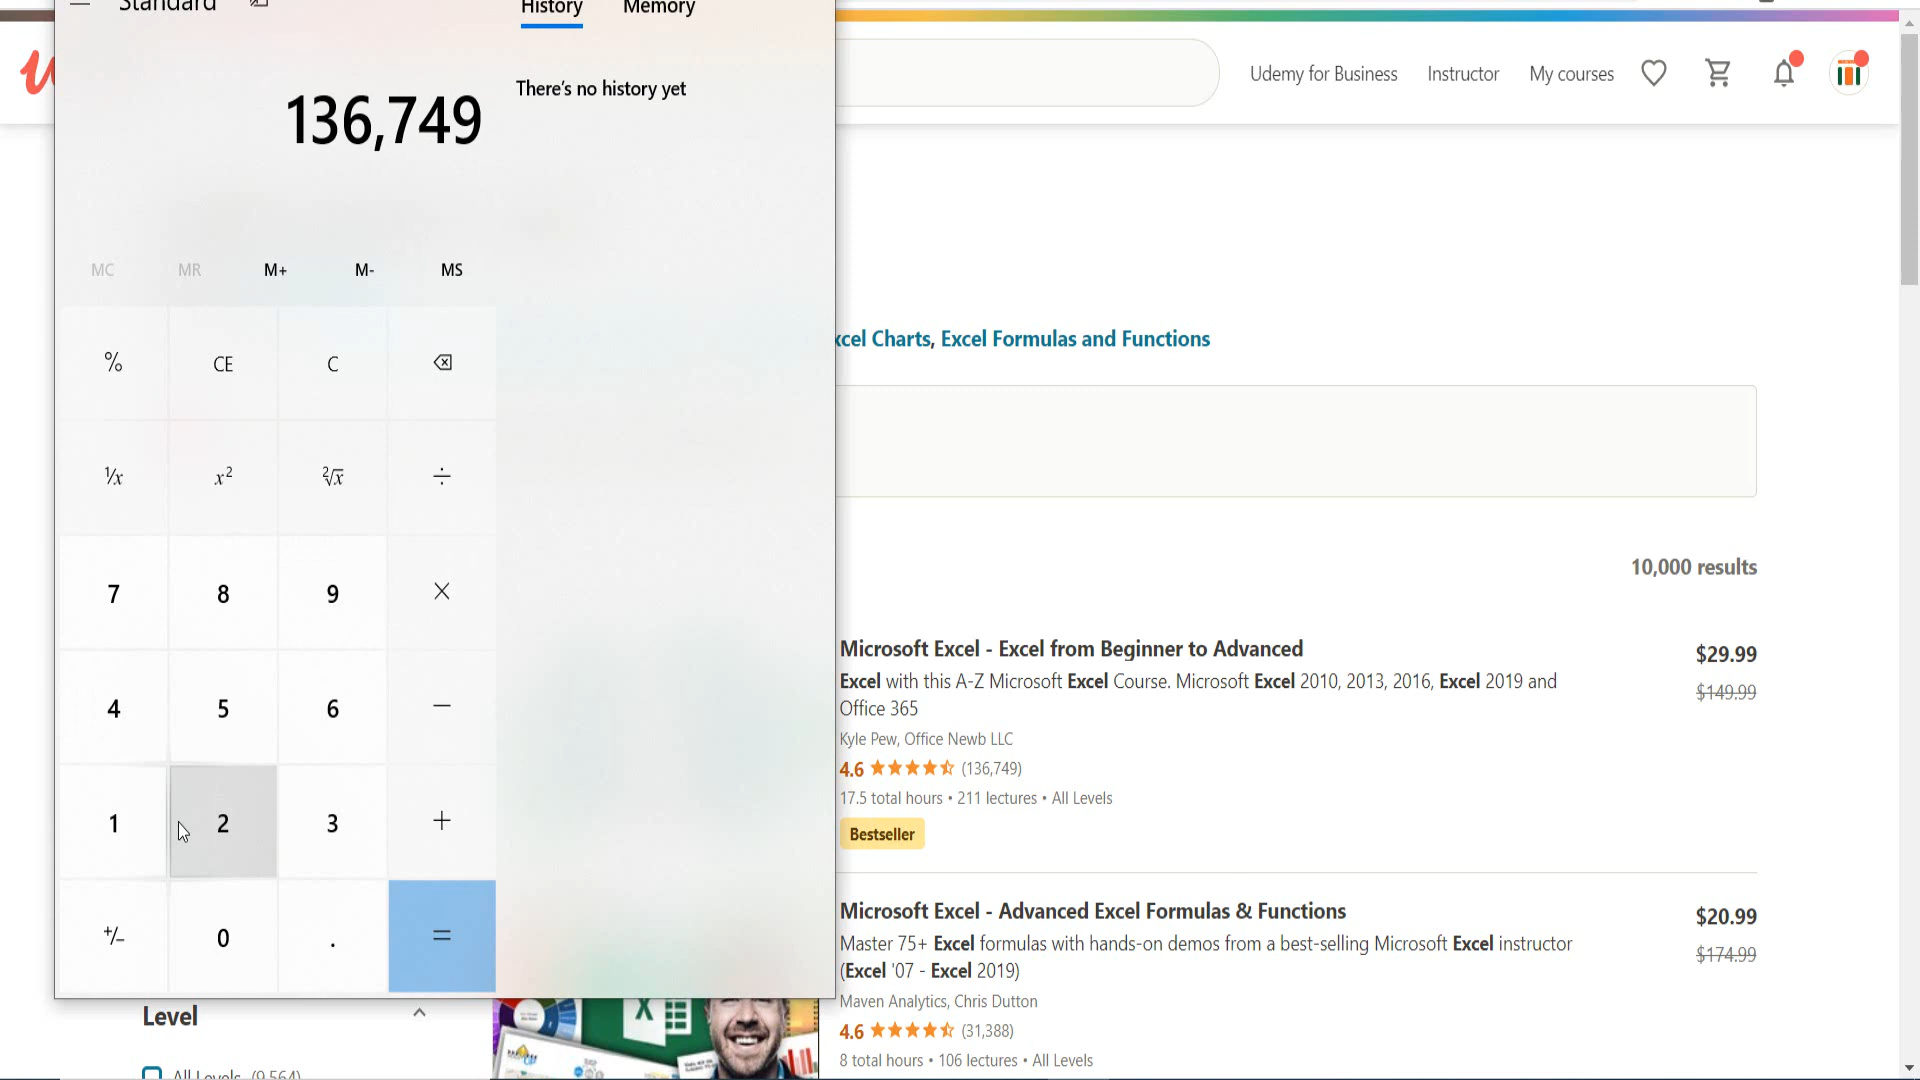 Standard
History
Memory
136,749
There's no history yet
MC MR M+ M- MS
% CE C
¹/x x² ²√x ÷
7 8 9 ×
4 5 6 −
1 2 3 +
+/− 0 . =
Udemy for Business
Instructor
My courses
xcel Charts, Excel Formulas and Functions
10,000 results
Microsoft Excel - Excel from Beginner to Advanced
$29.99
Excel with this A-Z Microsoft Excel Course. Microsoft Excel 2010, 2013, 2016, Excel 2019 and
$149.99
Office 365
Kyle Pew, Office Newb LLC
4.6 (136,749)
17.5 total hours • 211 lectures • All Levels
Bestseller
Microsoft Excel - Advanced Excel Formulas & Functions
$20.99
Master 75+ Excel formulas with hands-on demos from a best-selling Microsoft Excel instructor
$174.99
(Excel '07 - Excel 2019)
Maven Analytics, Chris Dutton
4.6 (31,388)
8 total hours • 106 lectures • All Levels
Level
All Levels (9,564)